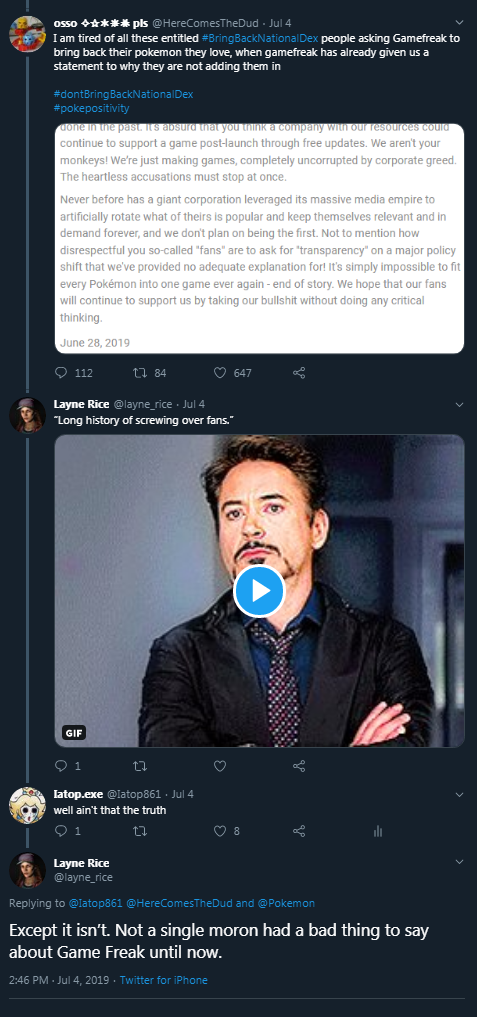 osso ✧✫✶✷✸ pls @HereComesTheDud · Jul 4
I am tired of all these entitled #BringBackNationalDex people asking Gamefreak to
bring back their pokemon they love, when gamefreak has already given us a
statement to why they are not adding them in
#dontBringBackNationalDex
#pokepositivity
done in the past. It's absurd that you think a company with our resources could
continue to support a game post-launch through free updates. We aren't your
monkeys! We're just making games, completely uncorrupted by corporate greed.
The heartless accusations must stop at once.
Never before has a giant corporation leveraged its massive media empire to
artificially rotate what of theirs is popular and keep themselves relevant and in
demand forever, and we don't plan on being the first. Not to mention how
disrespectful you so-called "fans" are to ask for "transparency" on a major policy
shift that we've provided no adequate explanation for! It's simply impossible to fit
every Pokémon into one game ever again - end of story. We hope that our fans
will continue to support us by taking our bullshit without doing any critical
thinking.
June 28, 2019
112 84 647
Layne Rice @layne_rice · Jul 4
"Long history of screwing over fans."
GIF
1
Iatop.exe @Iatop861 · Jul 4
well ain't that the truth
1 8
Layne Rice
@layne_rice
Replying to @Iatop861 @HereComesTheDud and @Pokemon
Except it isn't. Not a single moron had a bad thing to say
about Game Freak until now.
2:46 PM · Jul 4, 2019 · Twitter for iPhone